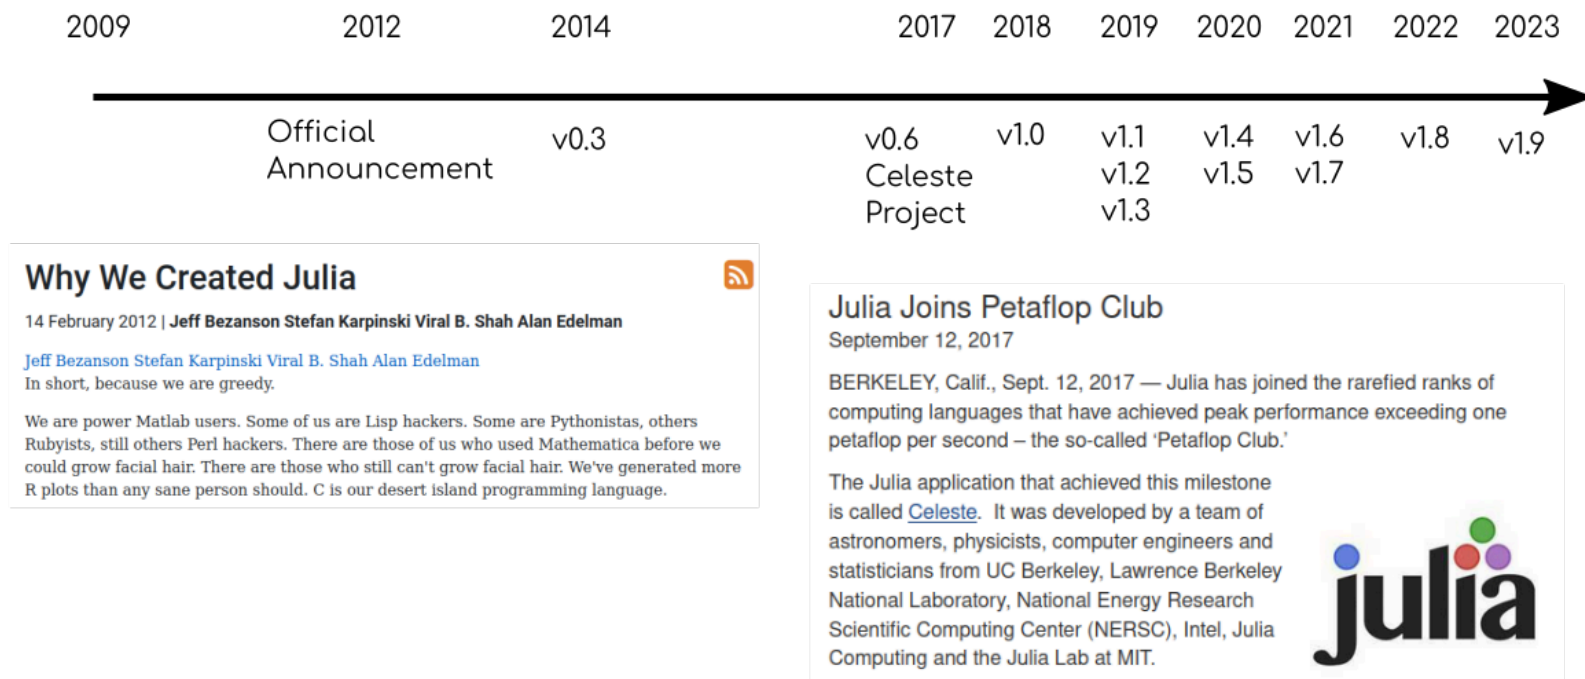 2009 2012 2014 2017 2018 2019 2020 2021 2022 2023
Official
Announcement
v0.3
v0.6
Celeste
Project
v1.0
v1.1
v1.2
v1.3
v1.4
v1.5
v1.6
v1.7
v1.8
v1.9
Why We Created Julia
14 February 2012 | Jeff Bezanson Stefan Karpinski Viral B. Shah Alan Edelman
Jeff Bezanson Stefan Karpinski Viral B. Shah Alan Edelman
In short, because we are greedy.
We are power Matlab users. Some of us are Lisp hackers. Some are Pythonistas, others
Rubyists, still others Perl hackers. There are those of us who used Mathematica before we
could grow facial hair. There are those who still can't grow facial hair. We've generated more
R plots than any sane person should. C is our desert island programming language.
Julia Joins Petaflop Club
September 12, 2017
BERKELEY, Calif., Sept. 12, 2017 — Julia has joined the rarefied ranks of
computing languages that have achieved peak performance exceeding one
petaflop per second – the so-called ‘Petaflop Club.’
The Julia application that achieved this milestone
is called Celeste.  It was developed by a team of
astronomers, physicists, computer engineers and
statisticians from UC Berkeley, Lawrence Berkeley
National Laboratory, National Energy Research
Scientific Computing Center (NERSC), Intel, Julia
Computing and the Julia Lab at MIT.
julia